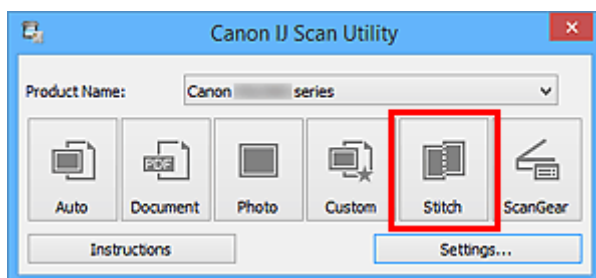 Canon IJ Scan Utility
Product Name: Canon series
PDF
Auto Document Photo Custom Stitch ScanGear
Instructions Settings...